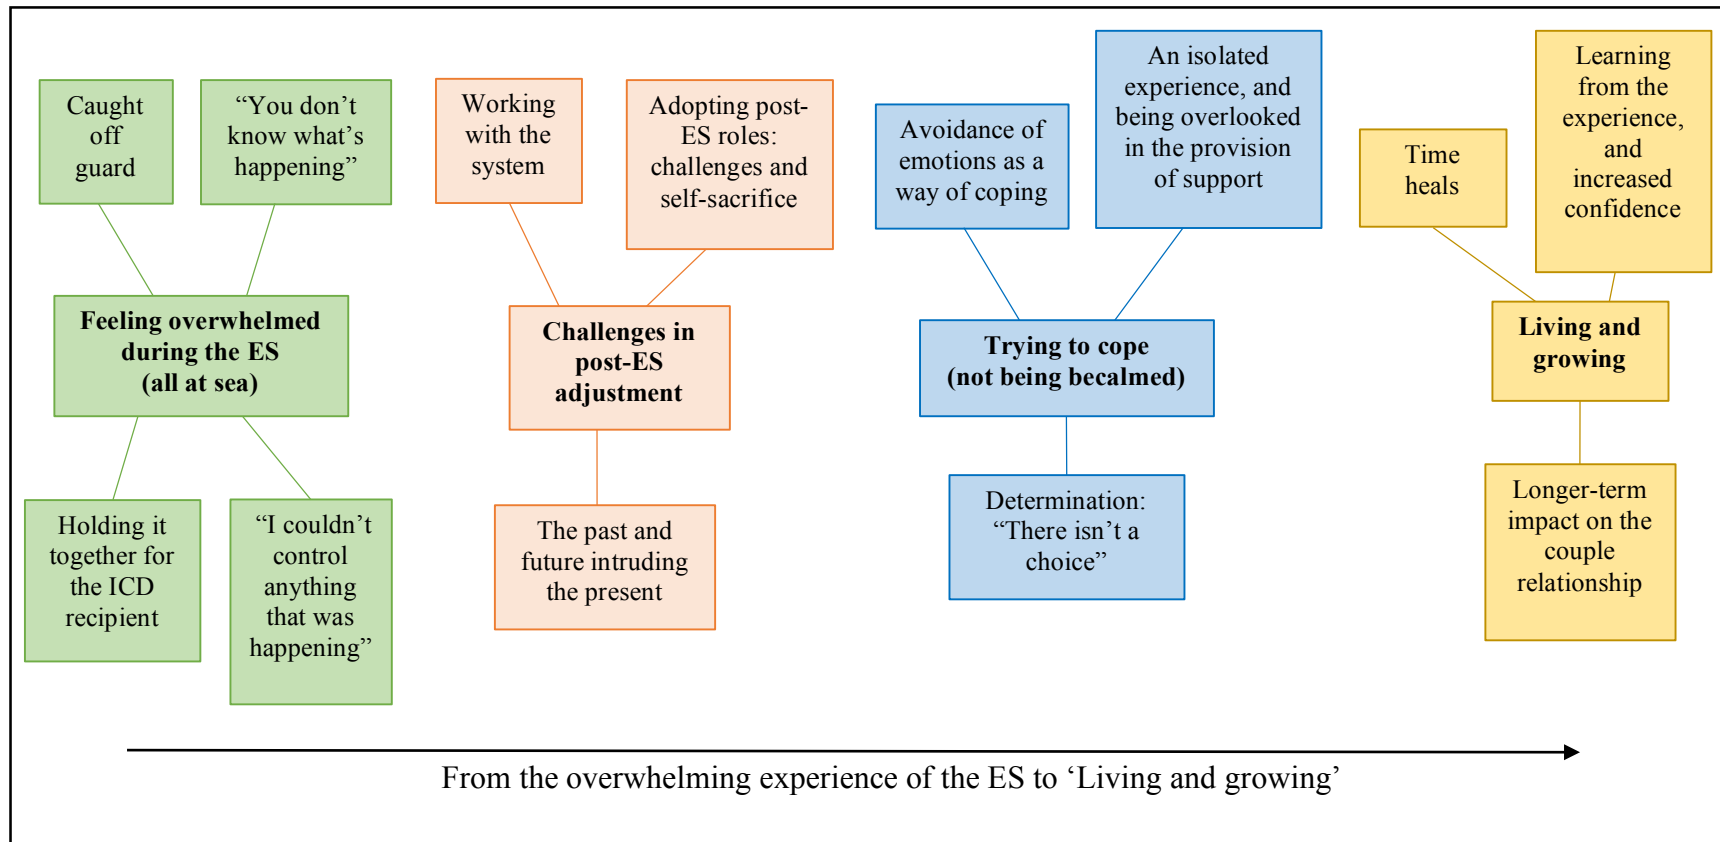 Caught
off
guard
“You don’t
know what’s
happening”
Feeling overwhelmed
during the ES
(all at sea)
Holding it
together for
the ICD
recipient
“I couldn’t
control
anything
that was
happening”
Working
with the
system
Adopting post-
ES roles:
challenges and
self-sacrifice
Challenges in
post-ES
adjustment
The past and
future intruding
the present
Avoidance of
emotions as a
way of coping
An isolated
experience, and
being overlooked
in the provision
of support
Trying to cope
(not being becalmed)
Determination:
“There isn’t a
choice”
Time
heals
Learning
from the
experience,
and
increased
confidence
Living and
growing
Longer-term
impact on the
couple
relationship
From the overwhelming experience of the ES to ‘Living and growing’